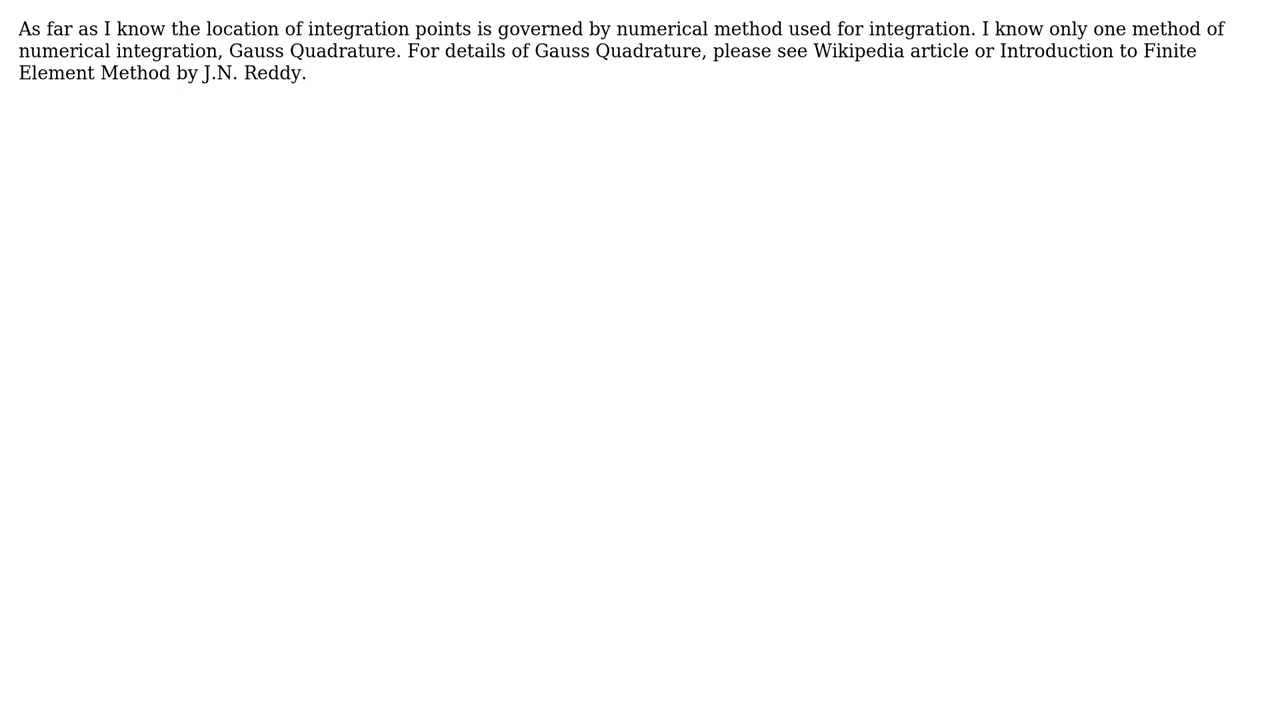 As far as I know the location of integration points is governed by numerical method used for integration. I know only one method of
numerical integration, Gauss Quadrature. For details of Gauss Quadrature, please see Wikipedia article or Introduction to Finite
Element Method by J.N. Reddy.